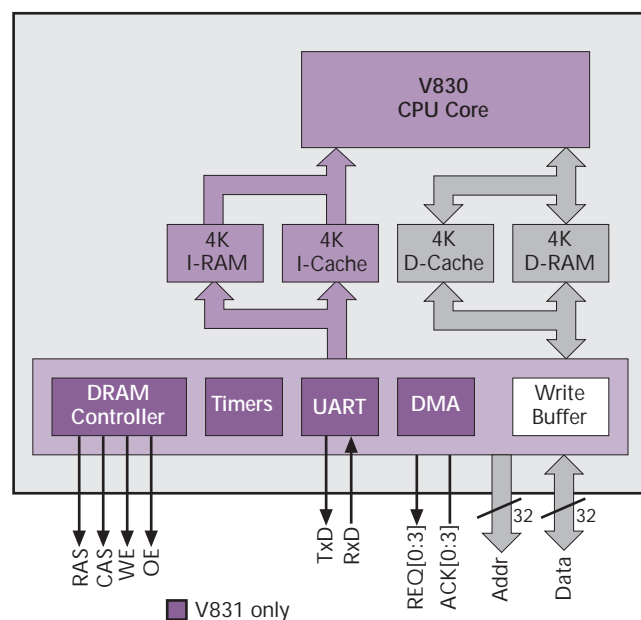 V830
CPU Core
4K
I-RAM
4K
I-Cache
4K
D-Cache
4K
D-RAM
DRAM
Controller
Timers
UART
DMA
Write
Buffer
RAS
CAS
WE
OE
TxD
RxD
REQ[0:3]
ACK[0:3]
32
Addr
32
Data
V831 only